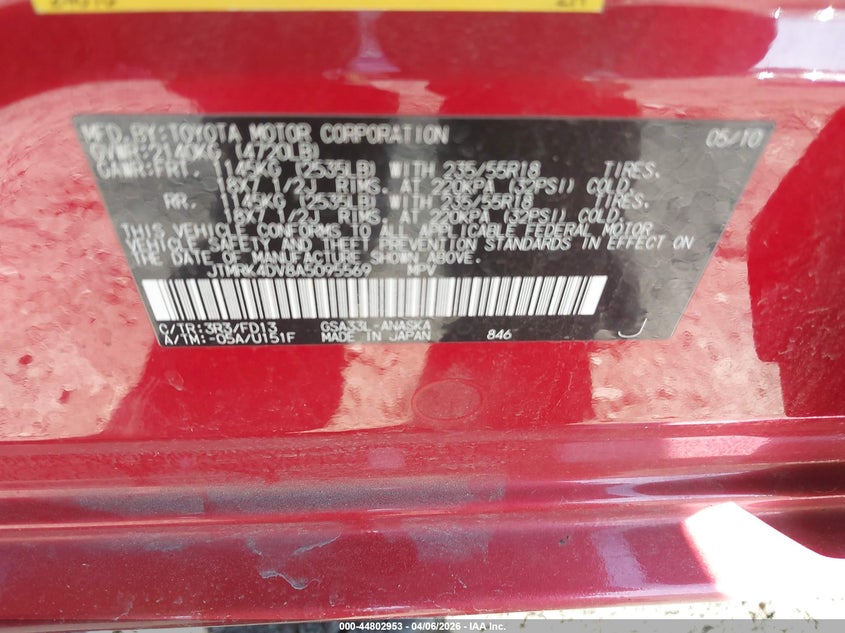 MFD.BY:TOYOTA MOTOR CORPORATION 05/10
GVWR:2140KG (4720LB)
GAWR:FRT. 1145KG (2535LB) WITH 235/55R18 TIRES.
18X7 1/2J RIMS. AT 220KPA (32PSI) COLD.
RR. 1145KG (2535LB) WITH 235/55R18 TIRES.
18X7 1/2J RIMS. AT 220KPA (32PSI) COLD.
THIS VEHICLE CONFORMS TO ALL APPLICABLE FEDERAL MOTOR
VEHICLE SAFETY AND THEFT PREVENTION STANDARDS IN EFFECT ON
THE DATE OF MANUFACTURE SHOWN ABOVE.
JTMRK4DV8A5095569 MPV
C/TR:3R3/FD13 GSA33L-ANASKA
A/TM:-05A/U151F MADE IN JAPAN 846 J
000-44802953 - 04/06/2026 - IAA Inc.